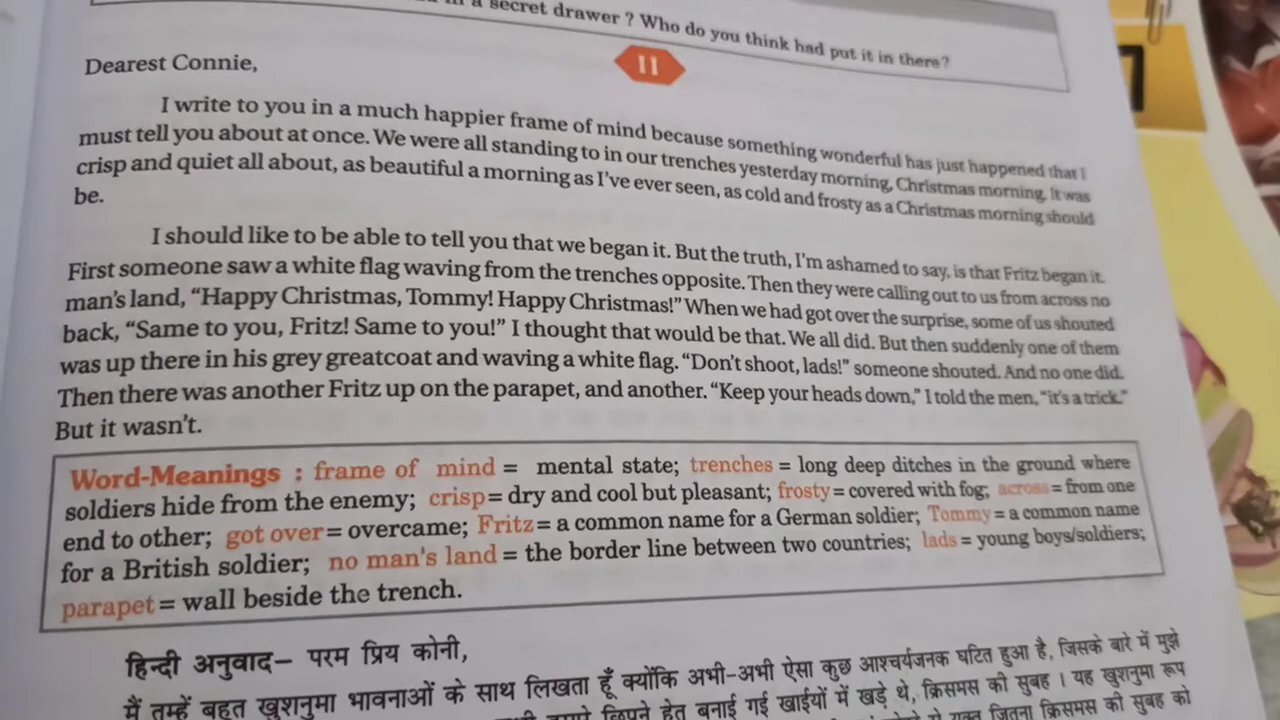 a secret drawer ? Who do you think had put it in there?
II
Dearest Connie,
I write to you in a much happier frame of mind because something wonderful has just happened that I
must tell you about at once. We were all standing to in our trenches yesterday morning, Christmas morning. It was
crisp and quiet all about, as beautiful a morning as I've ever seen, as cold and frosty as a Christmas morning should
be.
I should like to be able to tell you that we began it. But the truth, I'm ashamed to say, is that Fritz began it.
First someone saw a white flag waving from the trenches opposite. Then they were calling out to us from across no
man's land, “Happy Christmas, Tommy! Happy Christmas!” When we had got over the surprise, some of us shouted
back, “Same to you, Fritz! Same to you!” I thought that would be that. We all did. But then suddenly one of them
was up there in his grey greatcoat and waving a white flag. “Don't shoot, lads!” someone shouted. And no one did.
Then there was another Fritz up on the parapet, and another. “Keep your heads down,” I told the men, “it's a trick.”
But it wasn't.
Word-Meanings : frame of mind = mental state; trenches = long deep ditches in the ground where
soldiers hide from the enemy; crisp = dry and cool but pleasant; frosty = covered with fog; across = from one
end to other; got over = overcame; Fritz = a common name for a German soldier; Tommy = a common name
for a British soldier; no man's land = the border line between two countries; lads = young boys/soldiers;
parapet = wall beside the trench.
हिन्दी अनुवाद– परम प्रिय कोनी,
मैं तुम्हें बहुत खुशनुमा भावनाओं के साथ लिखता हूँ क्योंकि अभी-अभी ऐसा कुछ आश्चर्यजनक घटित हुआ है, जिसके बारे में मुझे
छिपने हेतु बनाई गई खाईयों में खड़े थे, क्रिसमस की सुबह । यह खुशनुमा रूप
से युक्त जितना क्रिसमस की सुबह को